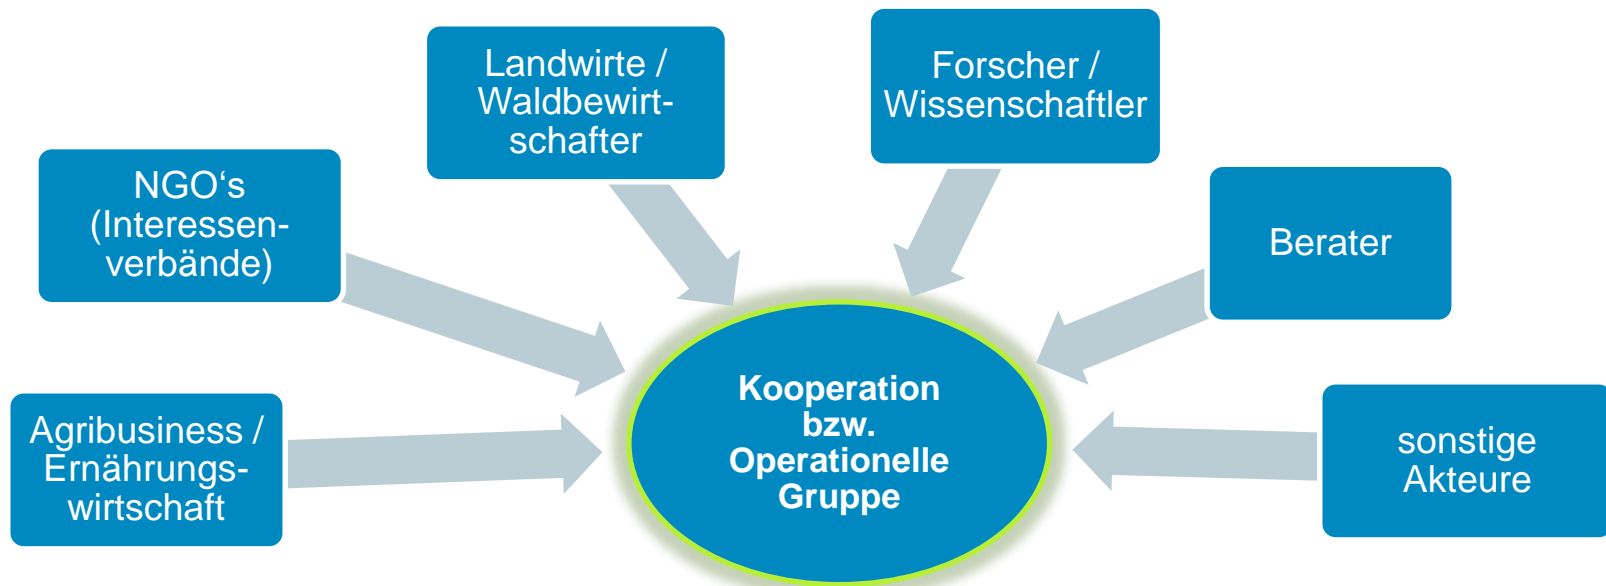 Landwirte /
Waldbewirt-
schafter
Forscher /
Wissenschaftler
NGO‘s
(Interessen-
verbände)
Berater
Agribusiness /
Ernährungs-
wirtschaft
Kooperation
bzw.
Operationelle
Gruppe
sonstige
Akteure